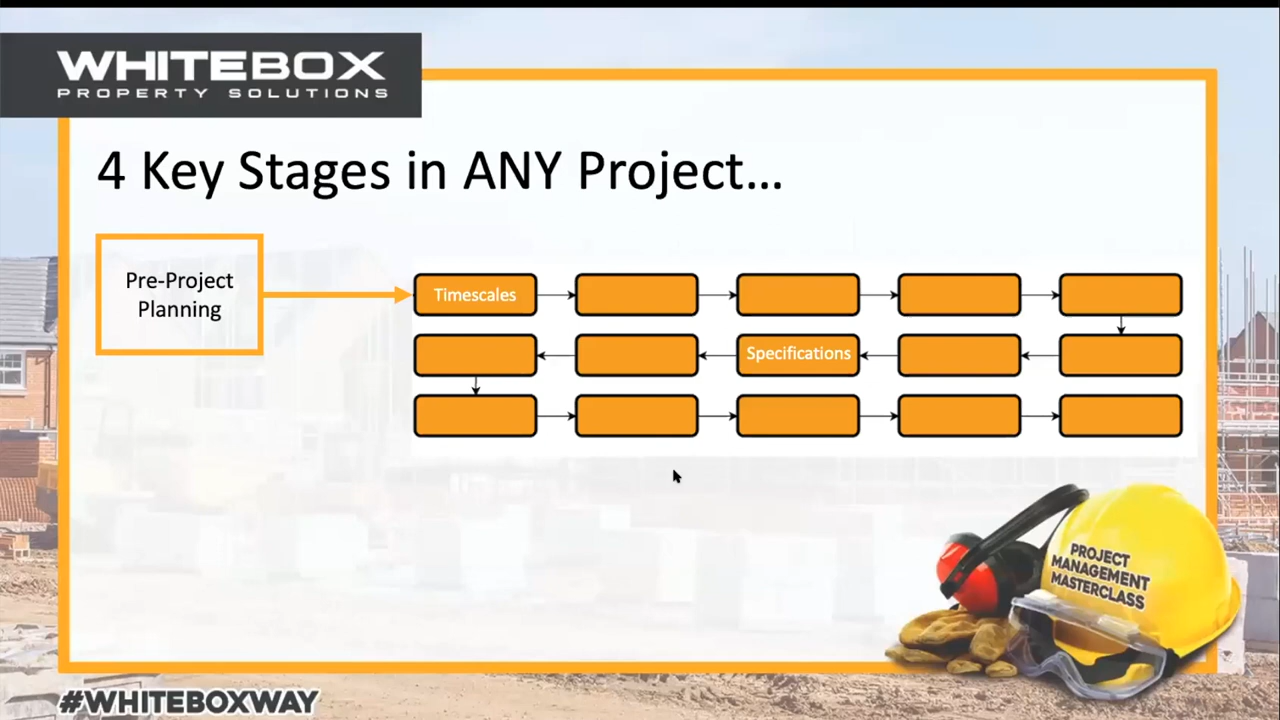 WHITEBOX
PROPERTY SOLUTIONS
4 Key Stages in ANY Project...
Pre-Project
Planning
Timescales
Specifications
PROJECT
MANAGEMENT
MASTERCLASS
#WHITEBOXWAY